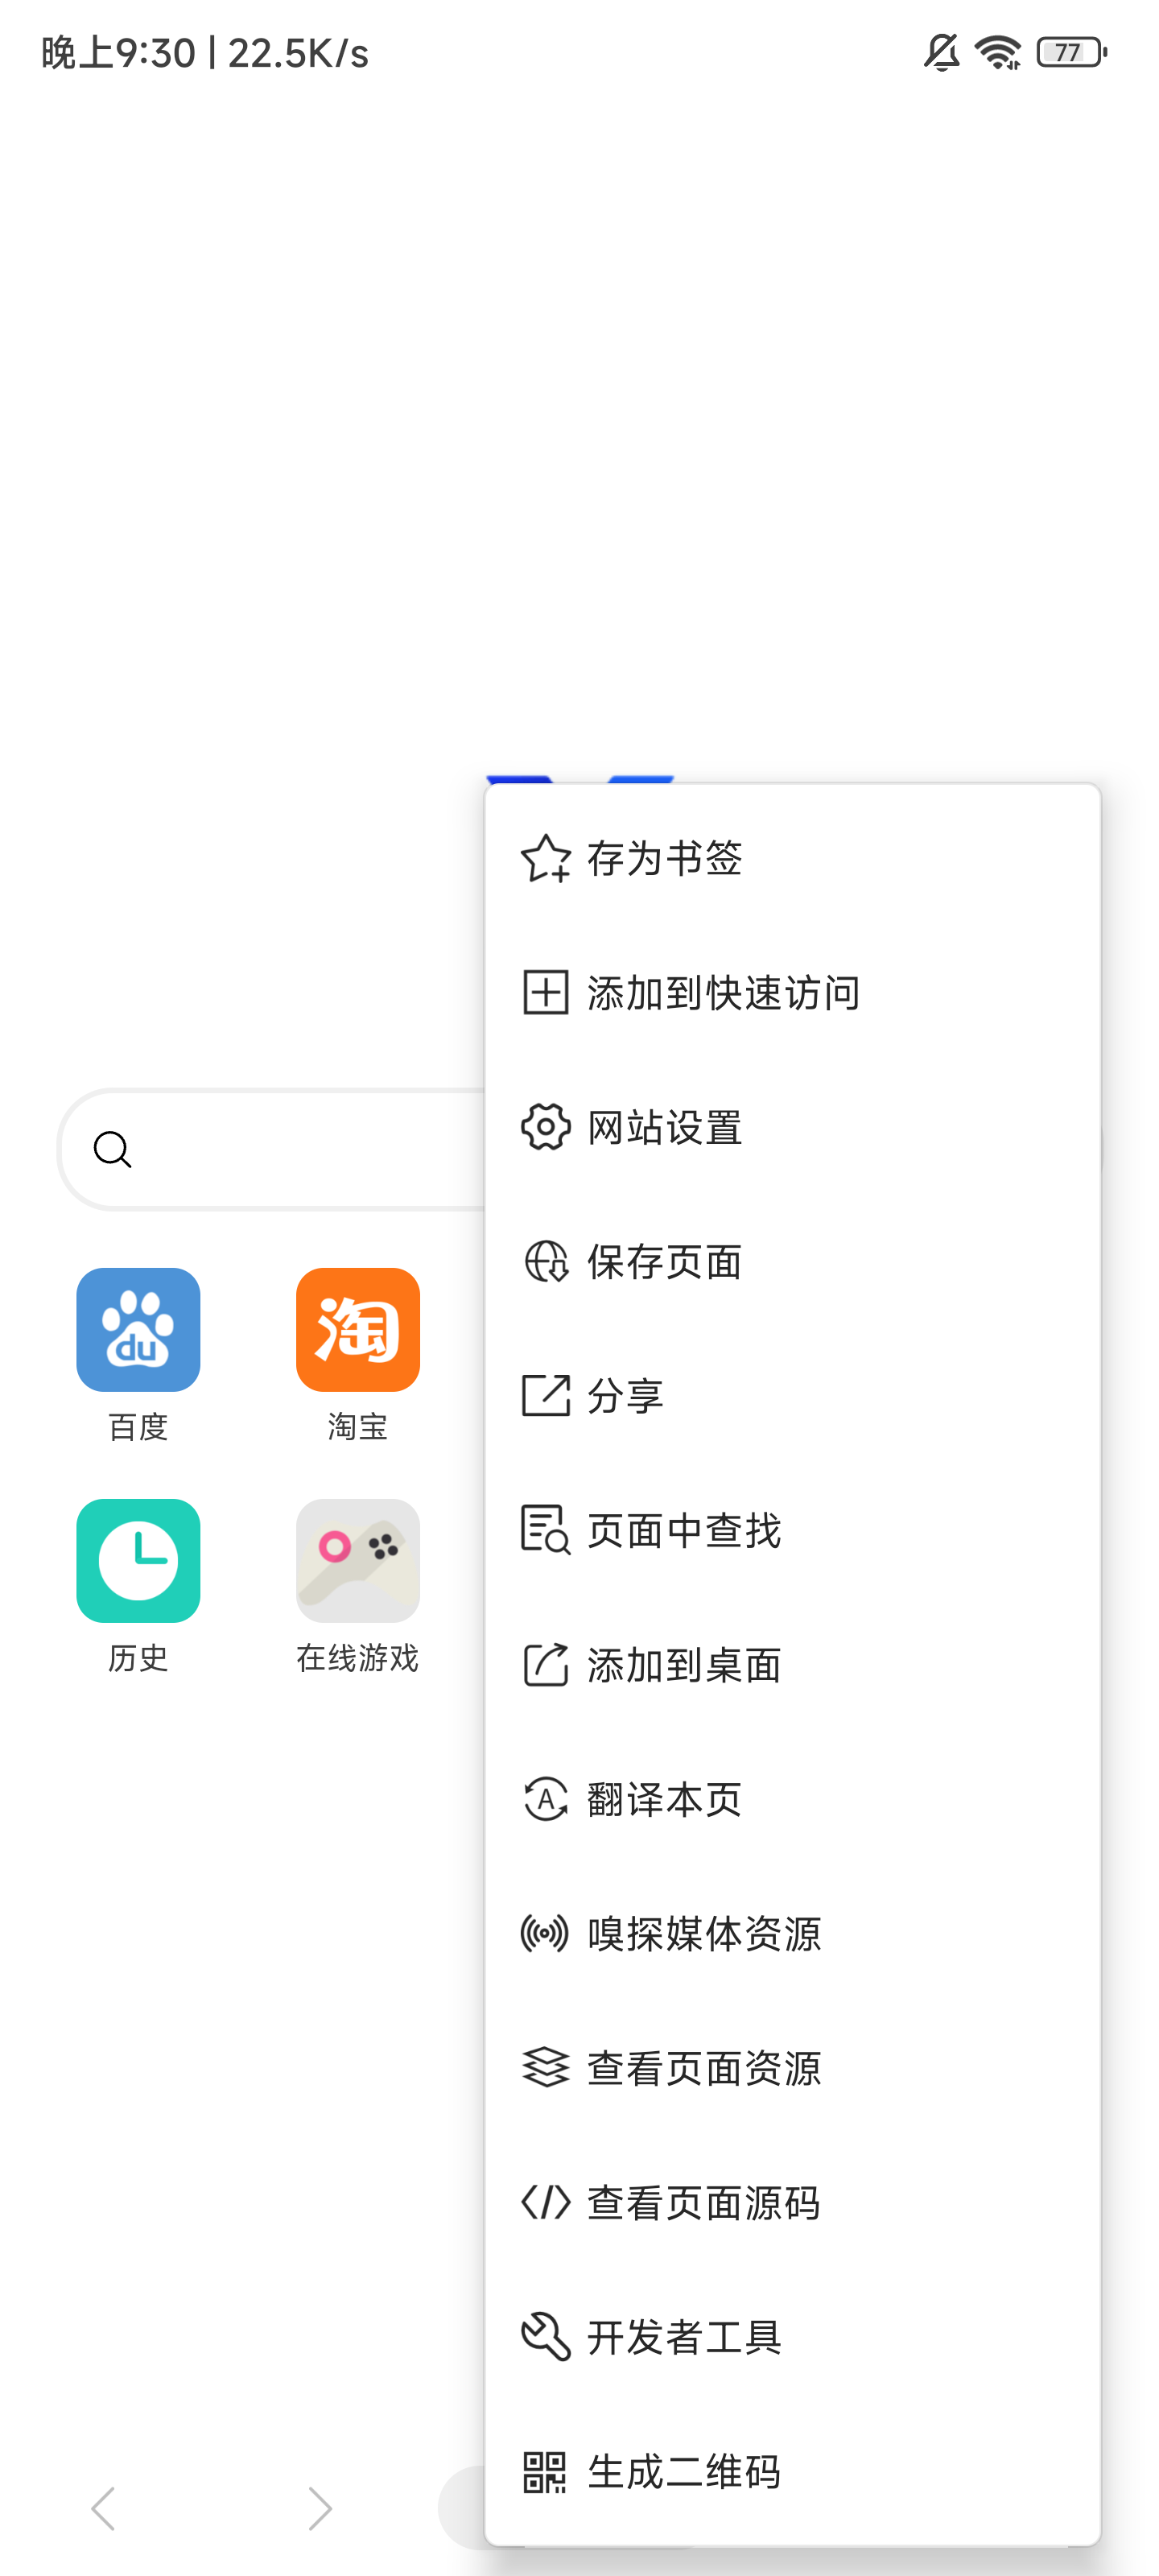 晚上9:30 | 22.5K/s
77
存为书签
添加到快速访问
网站设置
保存页面
du
淘
百度
淘宝
分享
页面中查找
历史
在线游戏
添加到桌面
A
翻译本页
嗅探媒体资源
查看页面资源
查看页面源码
开发者工具
生成二维码